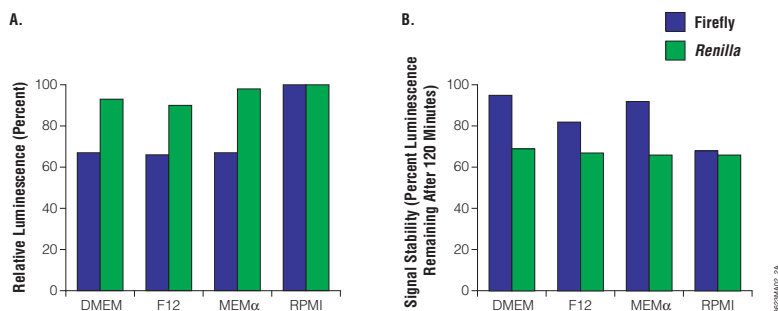 A.
B.
Firefly
Renilla
Relative Luminescence (Percent)
100
80
60
40
20
0
DMEM F12 MEMα RPMI
Signal Stability (Percent Luminescence
Remaining After 120 Minutes)
100
80
60
40
20
0
DMEM F12 MEMα RPMI